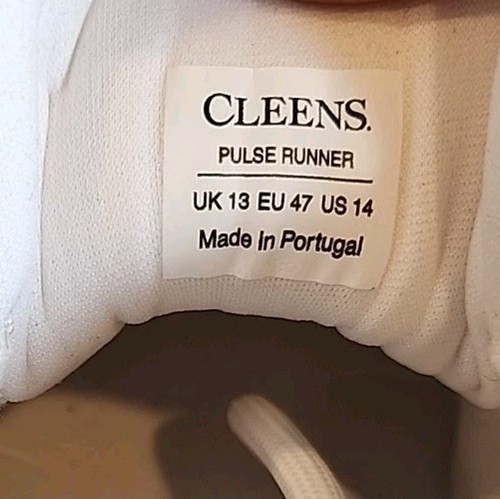 CLEENS.
PULSE RUNNER
UK 13 EU 47 US 14
Made in Portugal